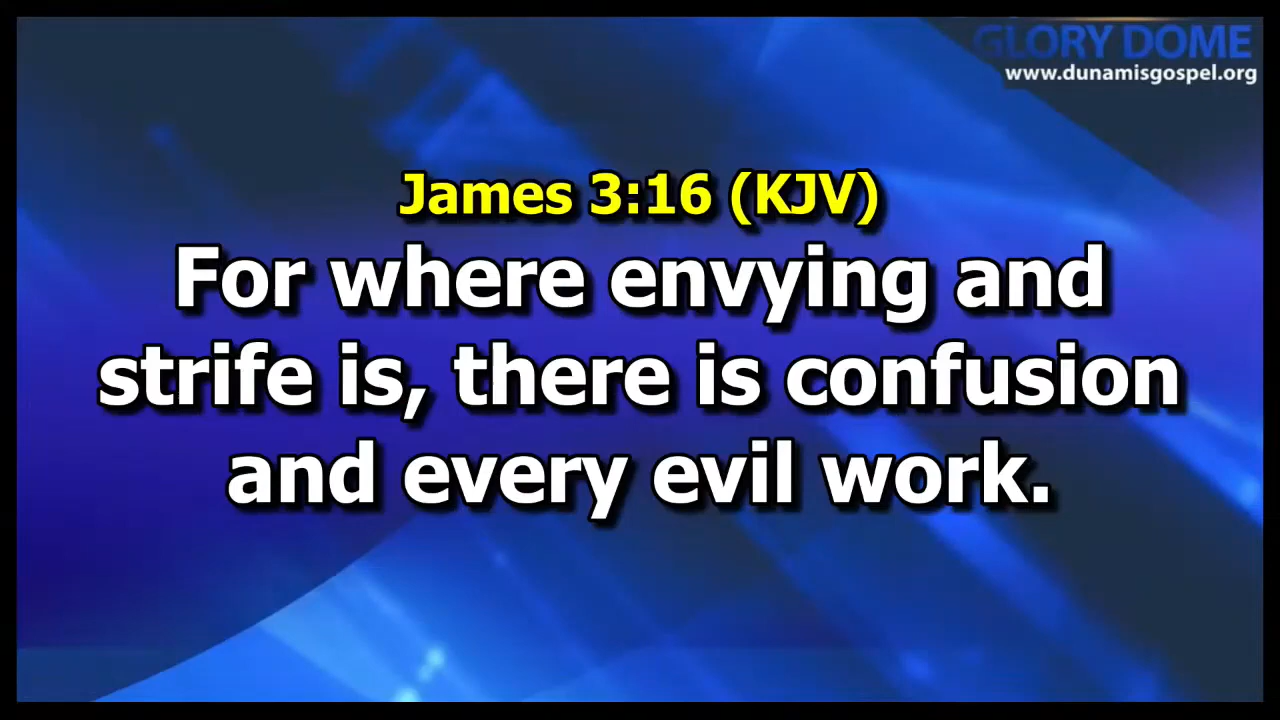 GLORY DOME
www.dunamisgospel.org
James 3:16 (KJV)
For where envying and
strife is, there is confusion
and every evil work.